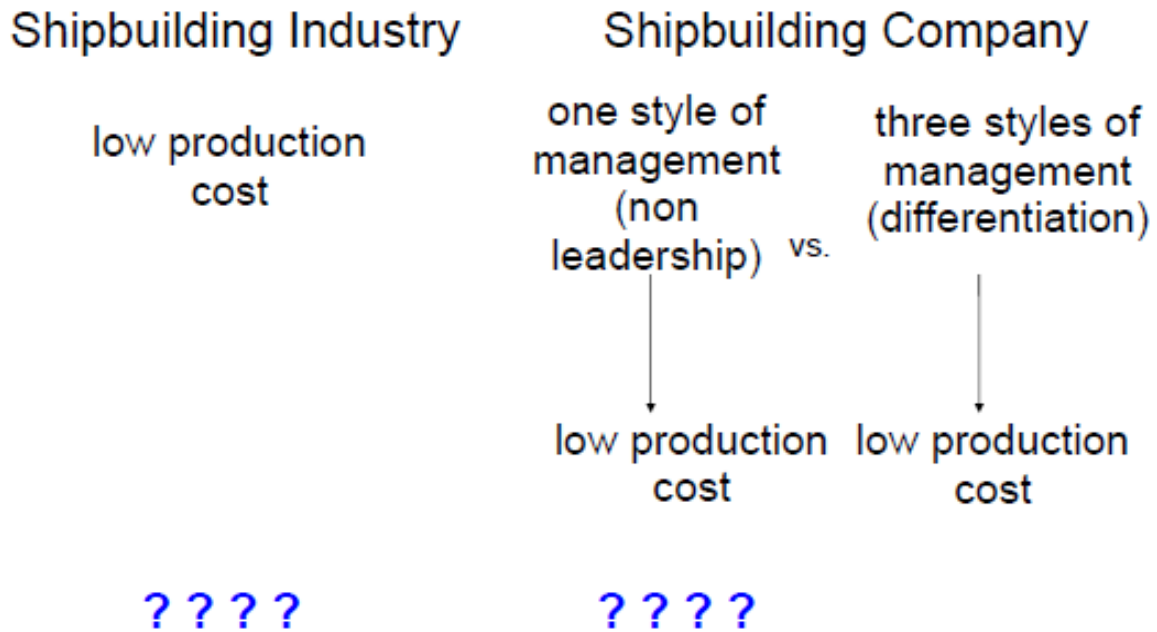 Shipbuilding Industry
Shipbuilding Company
low production
cost
one style of
management
(non
leadership)
vs.
three styles of
management
(differentiation)
low production
cost
low production
cost
? ? ? ?
? ? ? ?